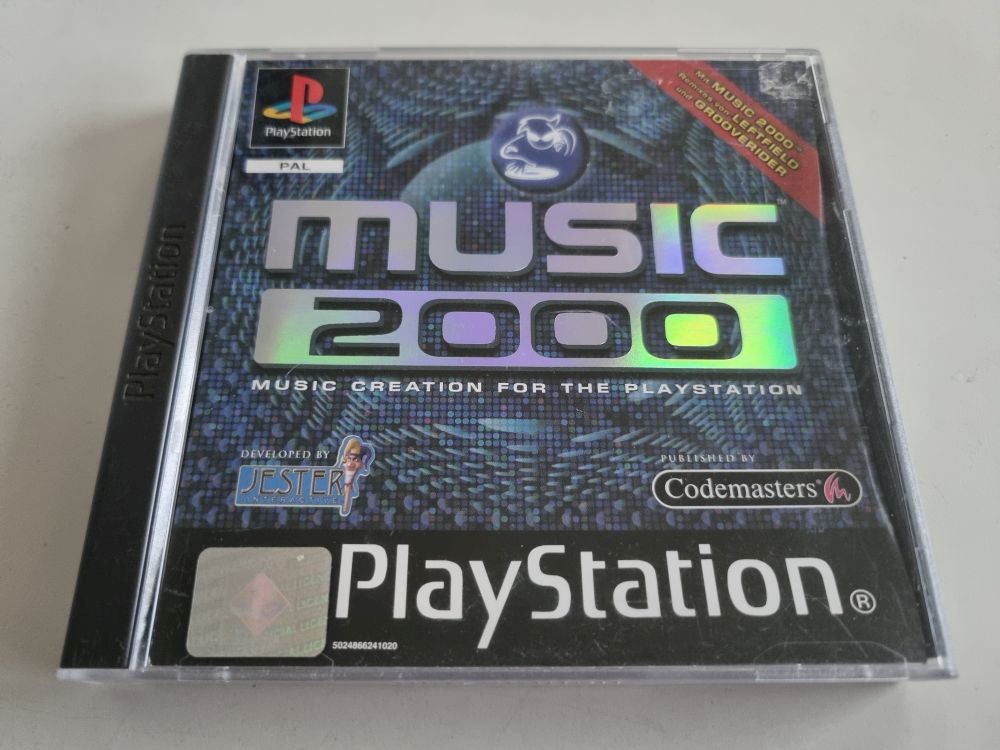 PlayStation
PlayStation
PAL
Mit MUSIC 2000-
Remixes von LEFTFIELD
und GROOVERIDER
MUSIC™
2000
MUSIC CREATION FOR THE PLAYSTATION
DEVELOPED BY
JESTER
INTERACTIVE
PUBLISHED BY
Codemasters®
PlayStation®
5024866241020